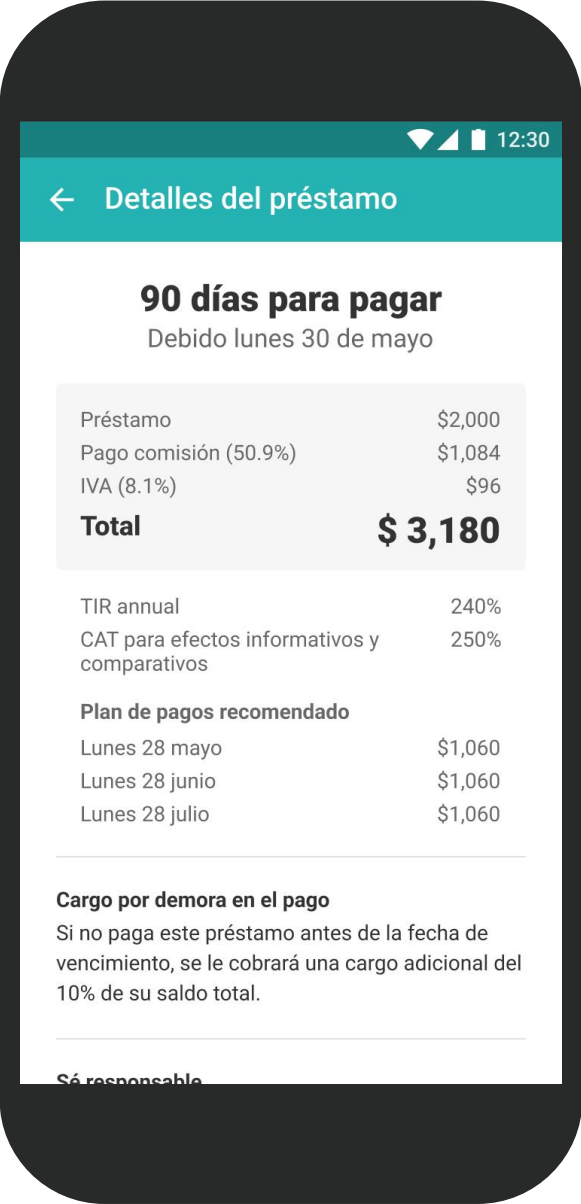 12:30
Detalles del préstamo
90 días para pagar
Debido lunes 30 de mayo
Préstamo $2,000
Pago comisión (50.9%) $1,084
IVA (8.1%) $96
Total $ 3,180
TIR annual 240%
CAT para efectos informativos y 250%
comparativos
Plan de pagos recomendado
Lunes 28 mayo $1,060
Lunes 28 junio $1,060
Lunes 28 julio $1,060
Cargo por demora en el pago
Si no paga este préstamo antes de la fecha de
vencimiento, se le cobrará una cargo adicional del
10% de su saldo total.
Sé responsable